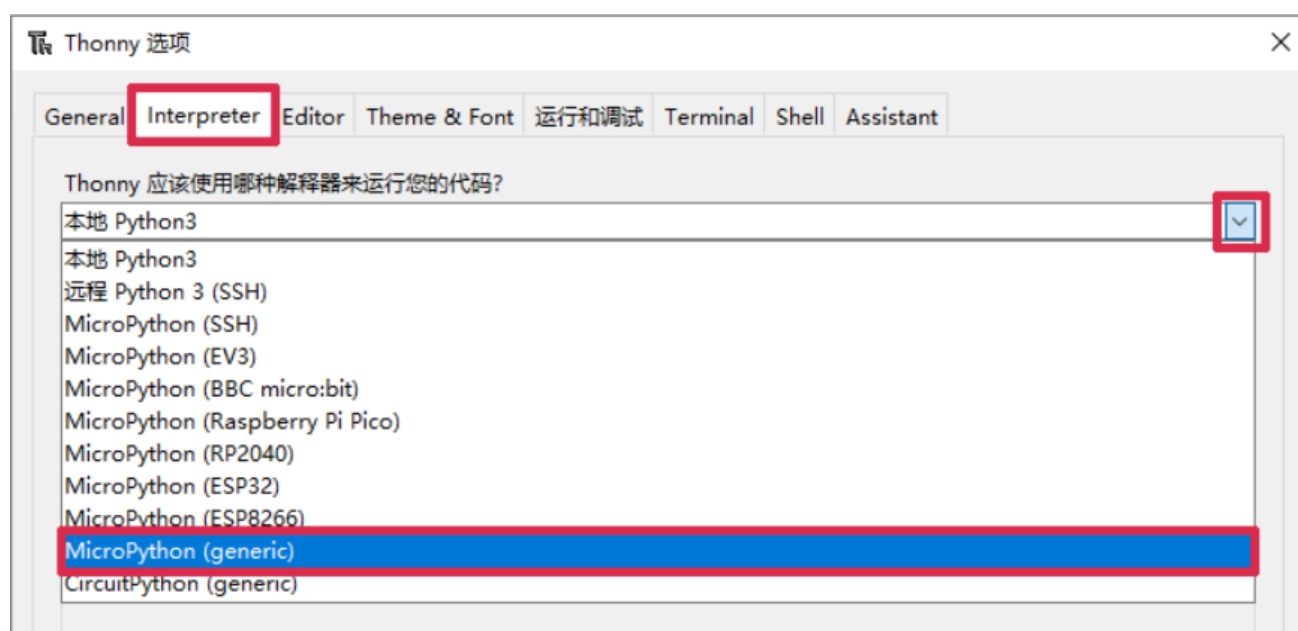 Thonny 选项
General Interpreter Editor Theme & Font 运行和调试 Terminal Shell Assistant
Thonny 应该使用哪种解释器来运行您的代码?
本地 Python3
本地 Python3
远程 Python 3 (SSH)
MicroPython (SSH)
MicroPython (EV3)
MicroPython (BBC micro:bit)
MicroPython (Raspberry Pi Pico)
MicroPython (RP2040)
MicroPython (ESP32)
MicroPython (ESP8266)
MicroPython (generic)
CircuitPython (generic)